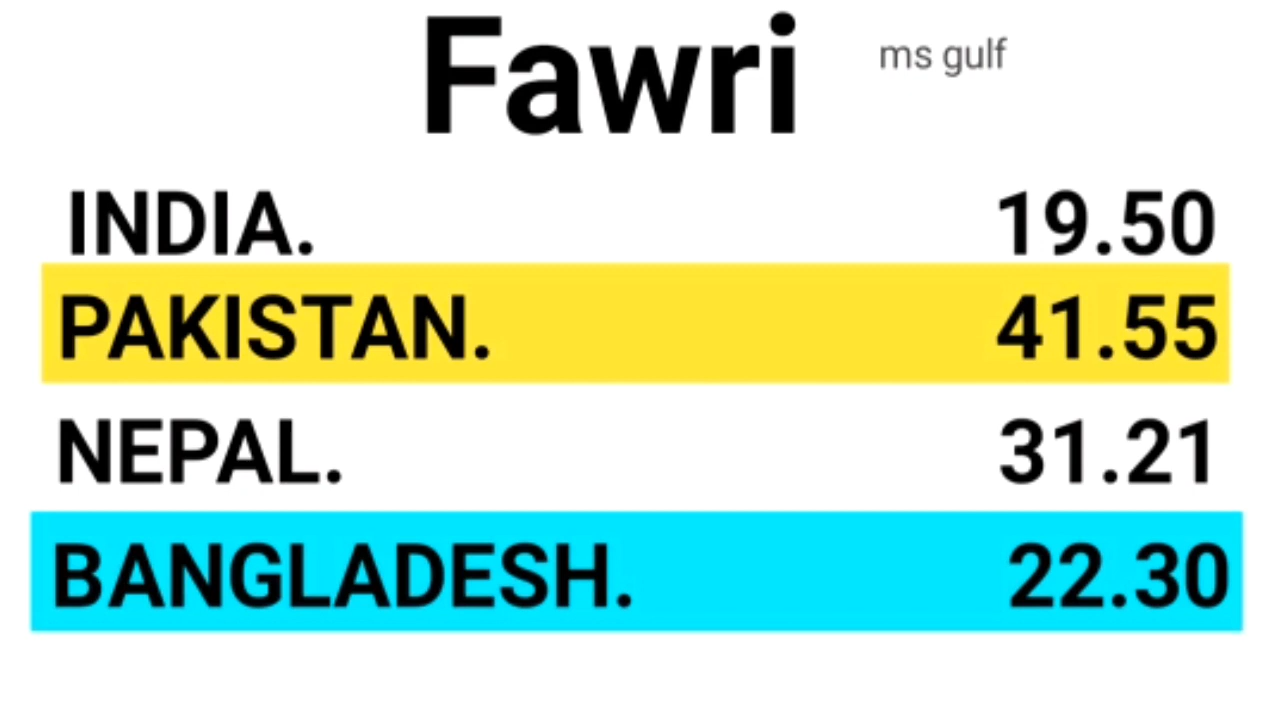 Fawri ms gulf
INDIA. 19.50
PAKISTAN. 41.55
NEPAL. 31.21
BANGLADESH. 22.30